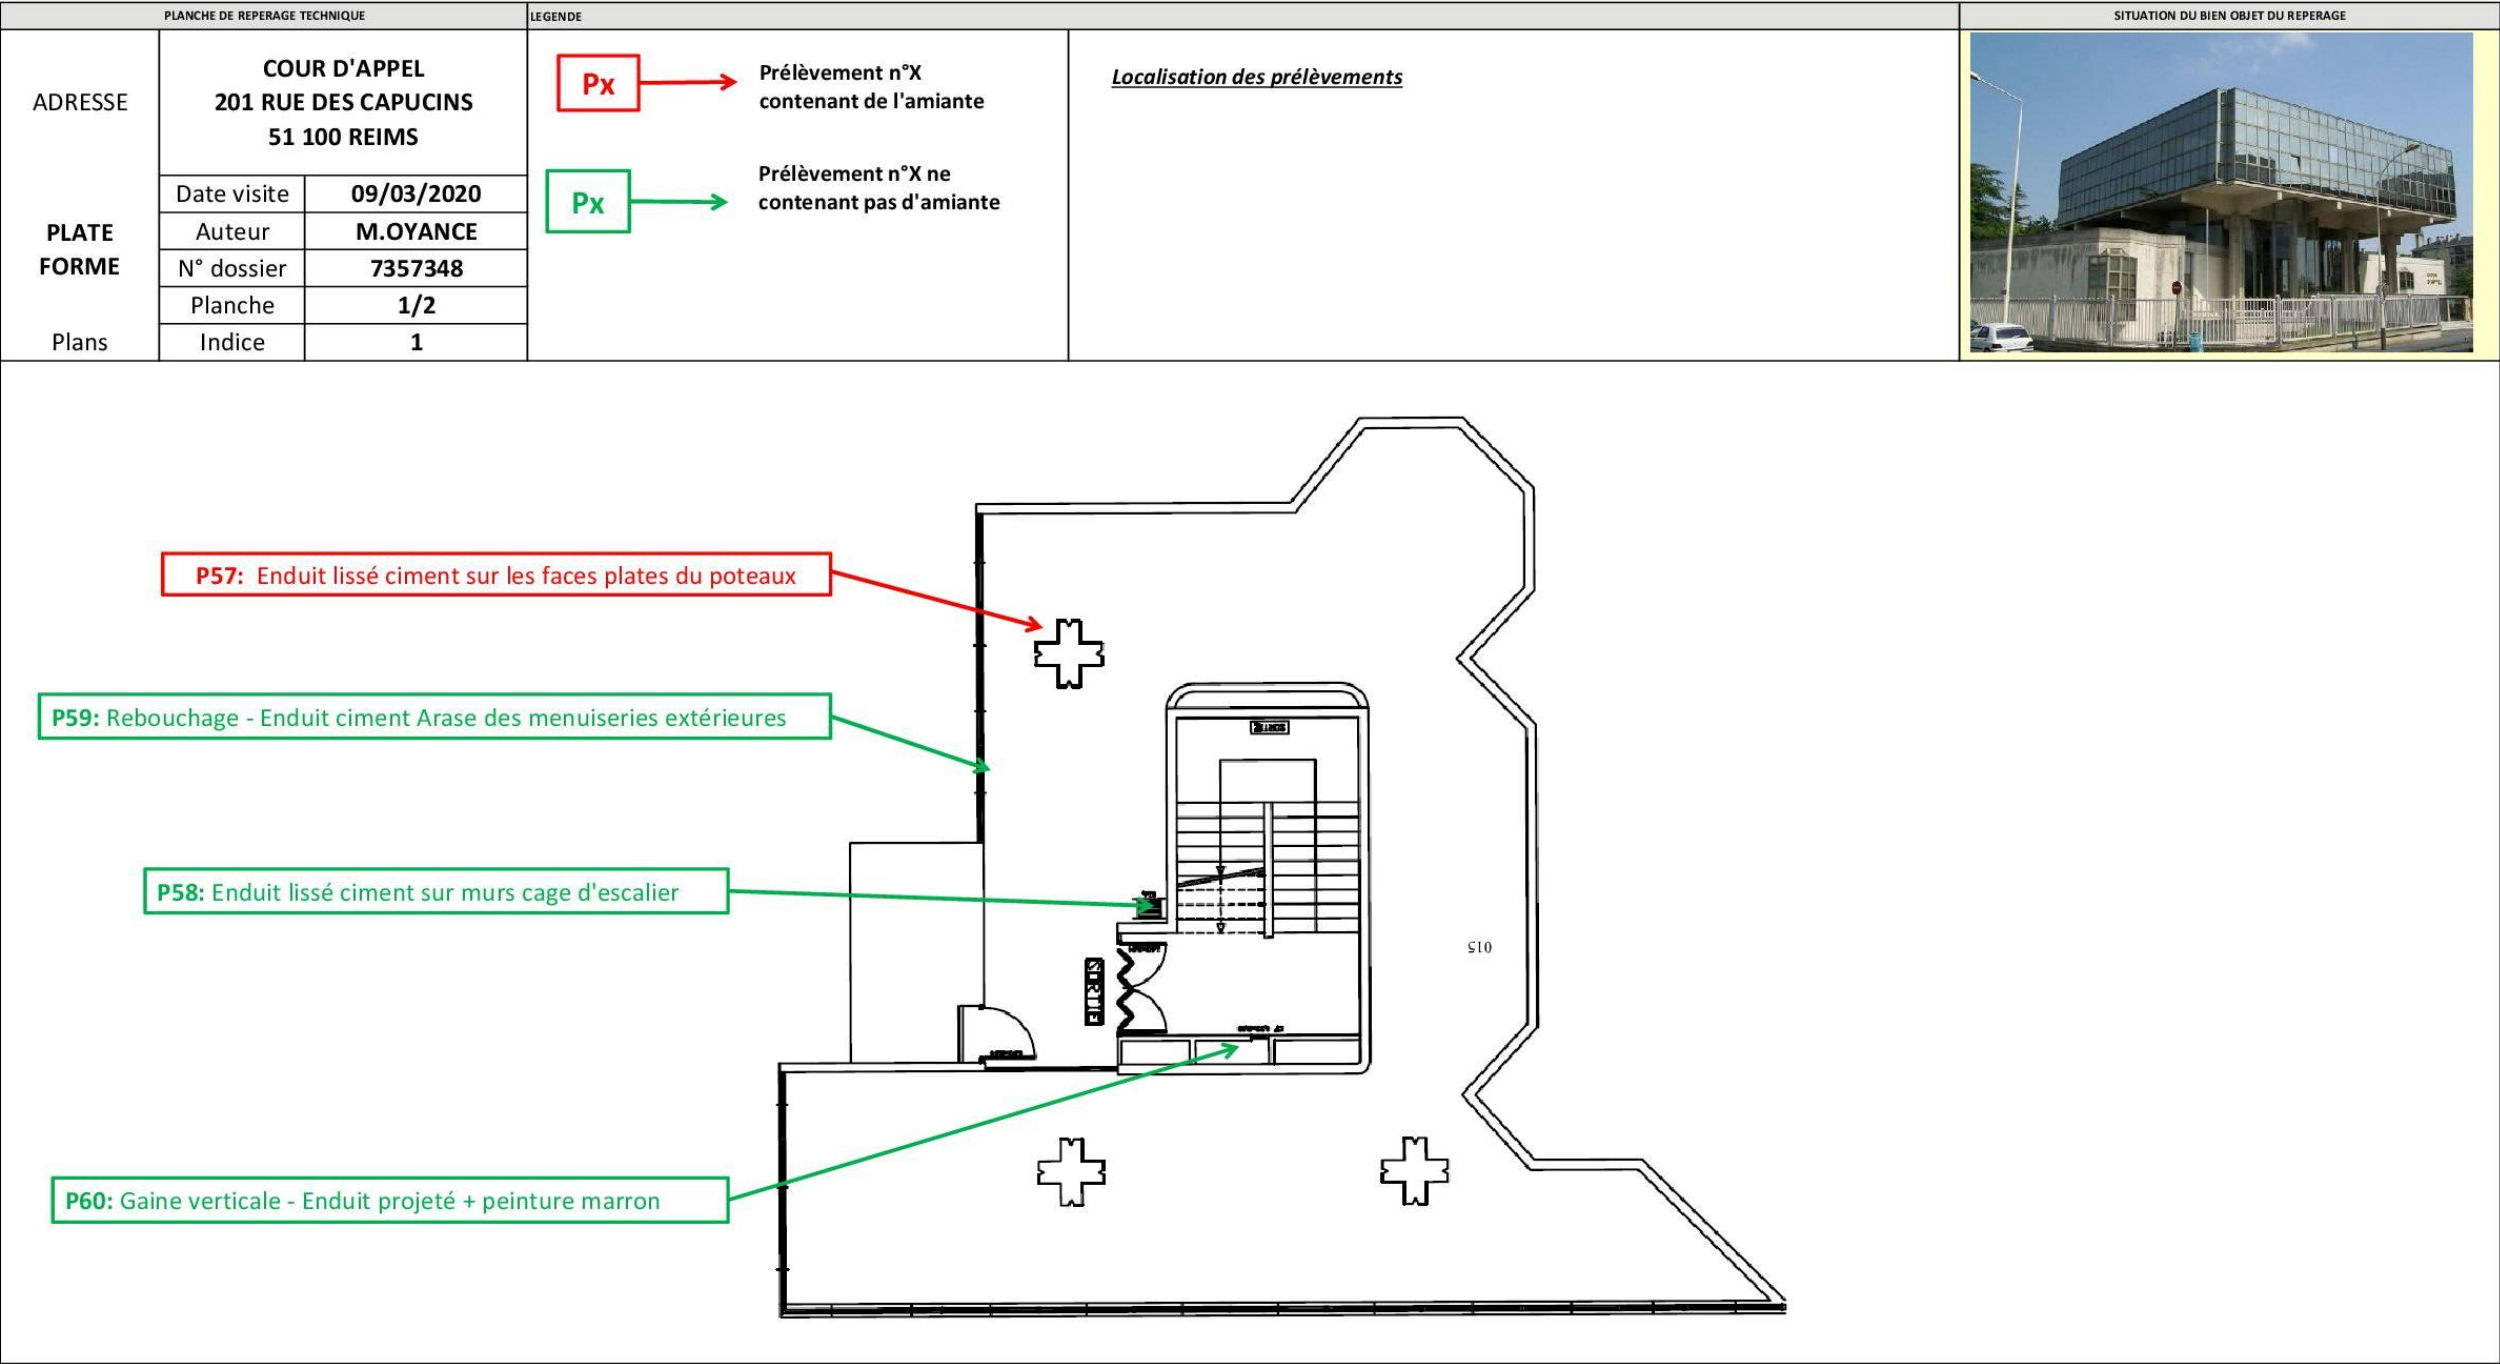 PLANCHE DE REPERAGE TECHNIQUE
LEGENDE
SITUATION DU BIEN OBJET DU REPERAGE
ADRESSE
COUR D'APPEL
201 RUE DES CAPUCINS
51 100 REIMS
PLATE
FORME
Plans
Date visite 09/03/2020
Auteur M.OYANCE
N° dossier 7357348
Planche 1/2
Indice 1
Px
Prélèvement n°X
contenant de l'amiante
Px
Prélèvement n°X ne
contenant pas d'amiante
Localisation des prélèvements
P57: Enduit lissé ciment sur les faces plates du poteaux
P59: Rebouchage - Enduit ciment Arase des menuiseries extérieures
SORTIE
P58: Enduit lissé ciment sur murs cage d'escalier
015
SORTIE
P60: Gaine verticale - Enduit projeté + peinture marron